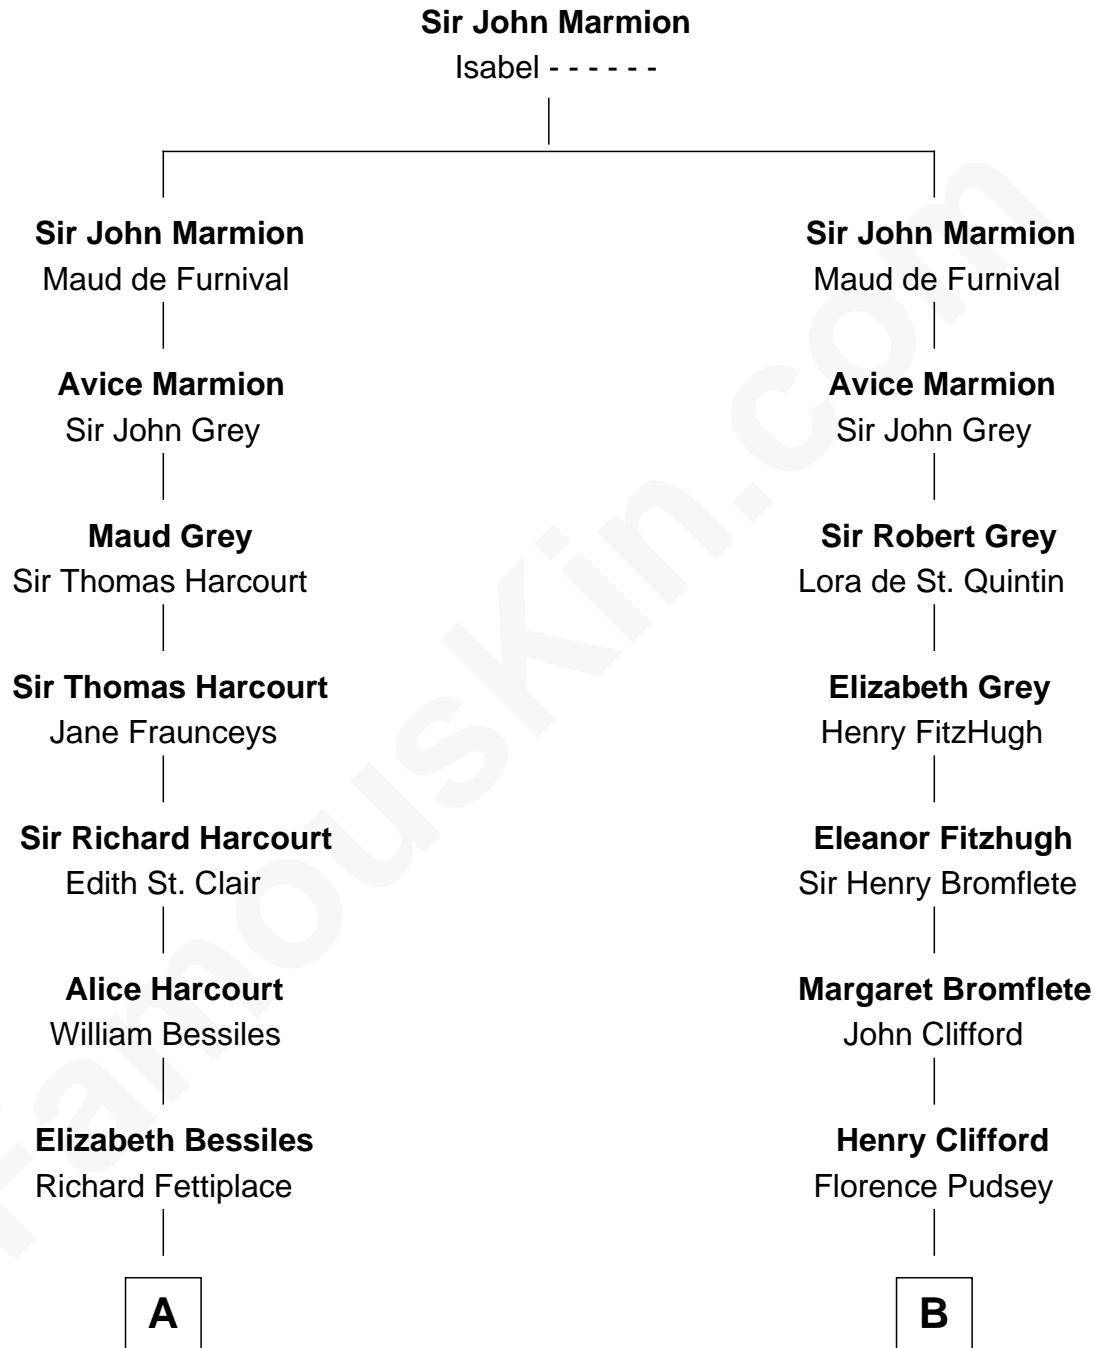 Sir John Marmion
Isabel - - - - - -
Sir John Marmion
Maud de Furnival
Avice Marmion
Sir John Grey
Maud Grey
Sir Thomas Harcourt
Sir Thomas Harcourt
Jane Fraunceys
Sir Richard Harcourt
Edith St. Clair
Alice Harcourt
William Bessiles
Elizabeth Bessiles
Richard Fettiplace
A
Sir John Marmion
Maud de Furnival
Avice Marmion
Sir John Grey
Sir Robert Grey
Lora de St. Quintin
Elizabeth Grey
Henry FitzHugh
Eleanor Fitzhugh
Sir Henry Bromflete
Margaret Bromflete
John Clifford
Henry Clifford
Florence Pudsey
B
FamousKin.com